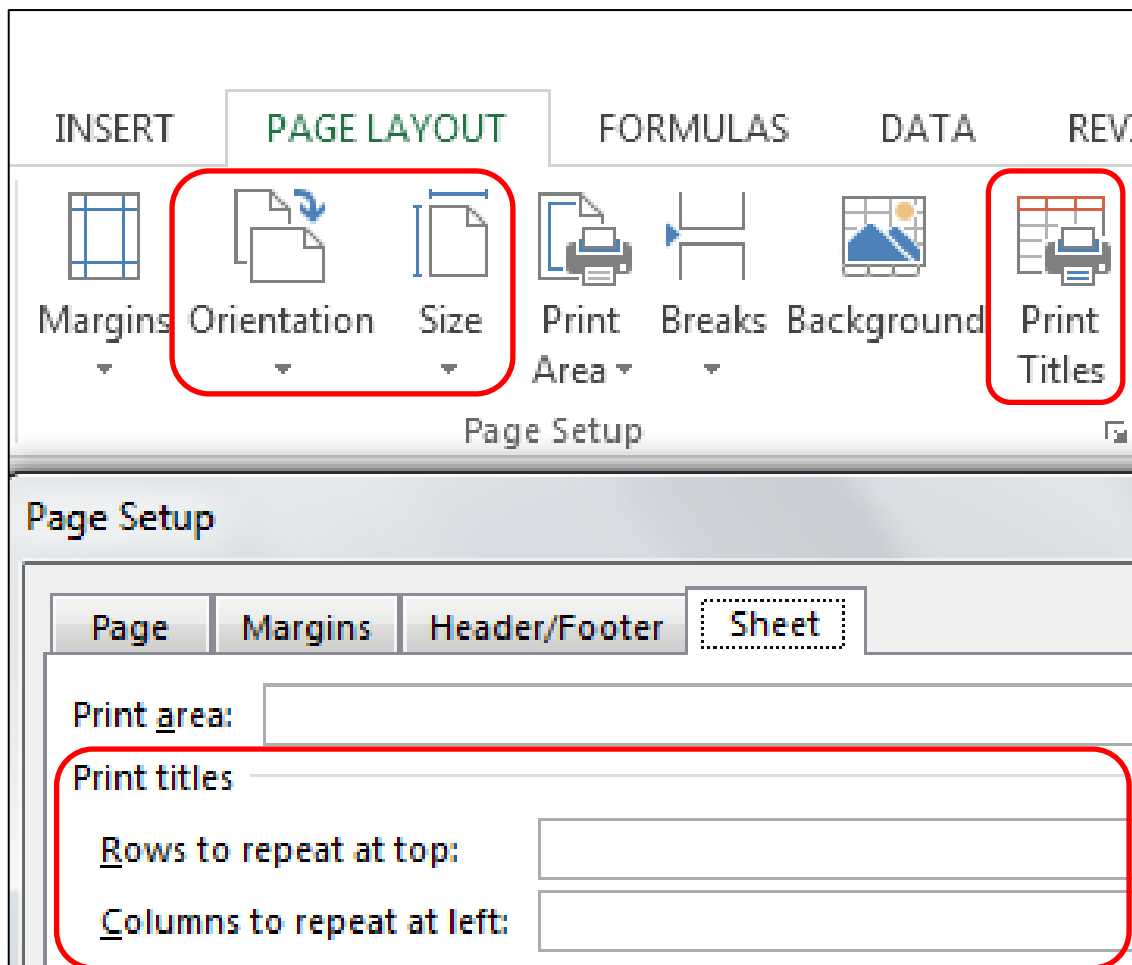 INSERT PAGE LAYOUT FORMULAS DATA REV
Margins Orientation Size Print Area Breaks Background Print Titles
Page Setup
Page Setup
Page Margins Header/Footer Sheet
Print area:
Print titles
Rows to repeat at top:
Columns to repeat at left: